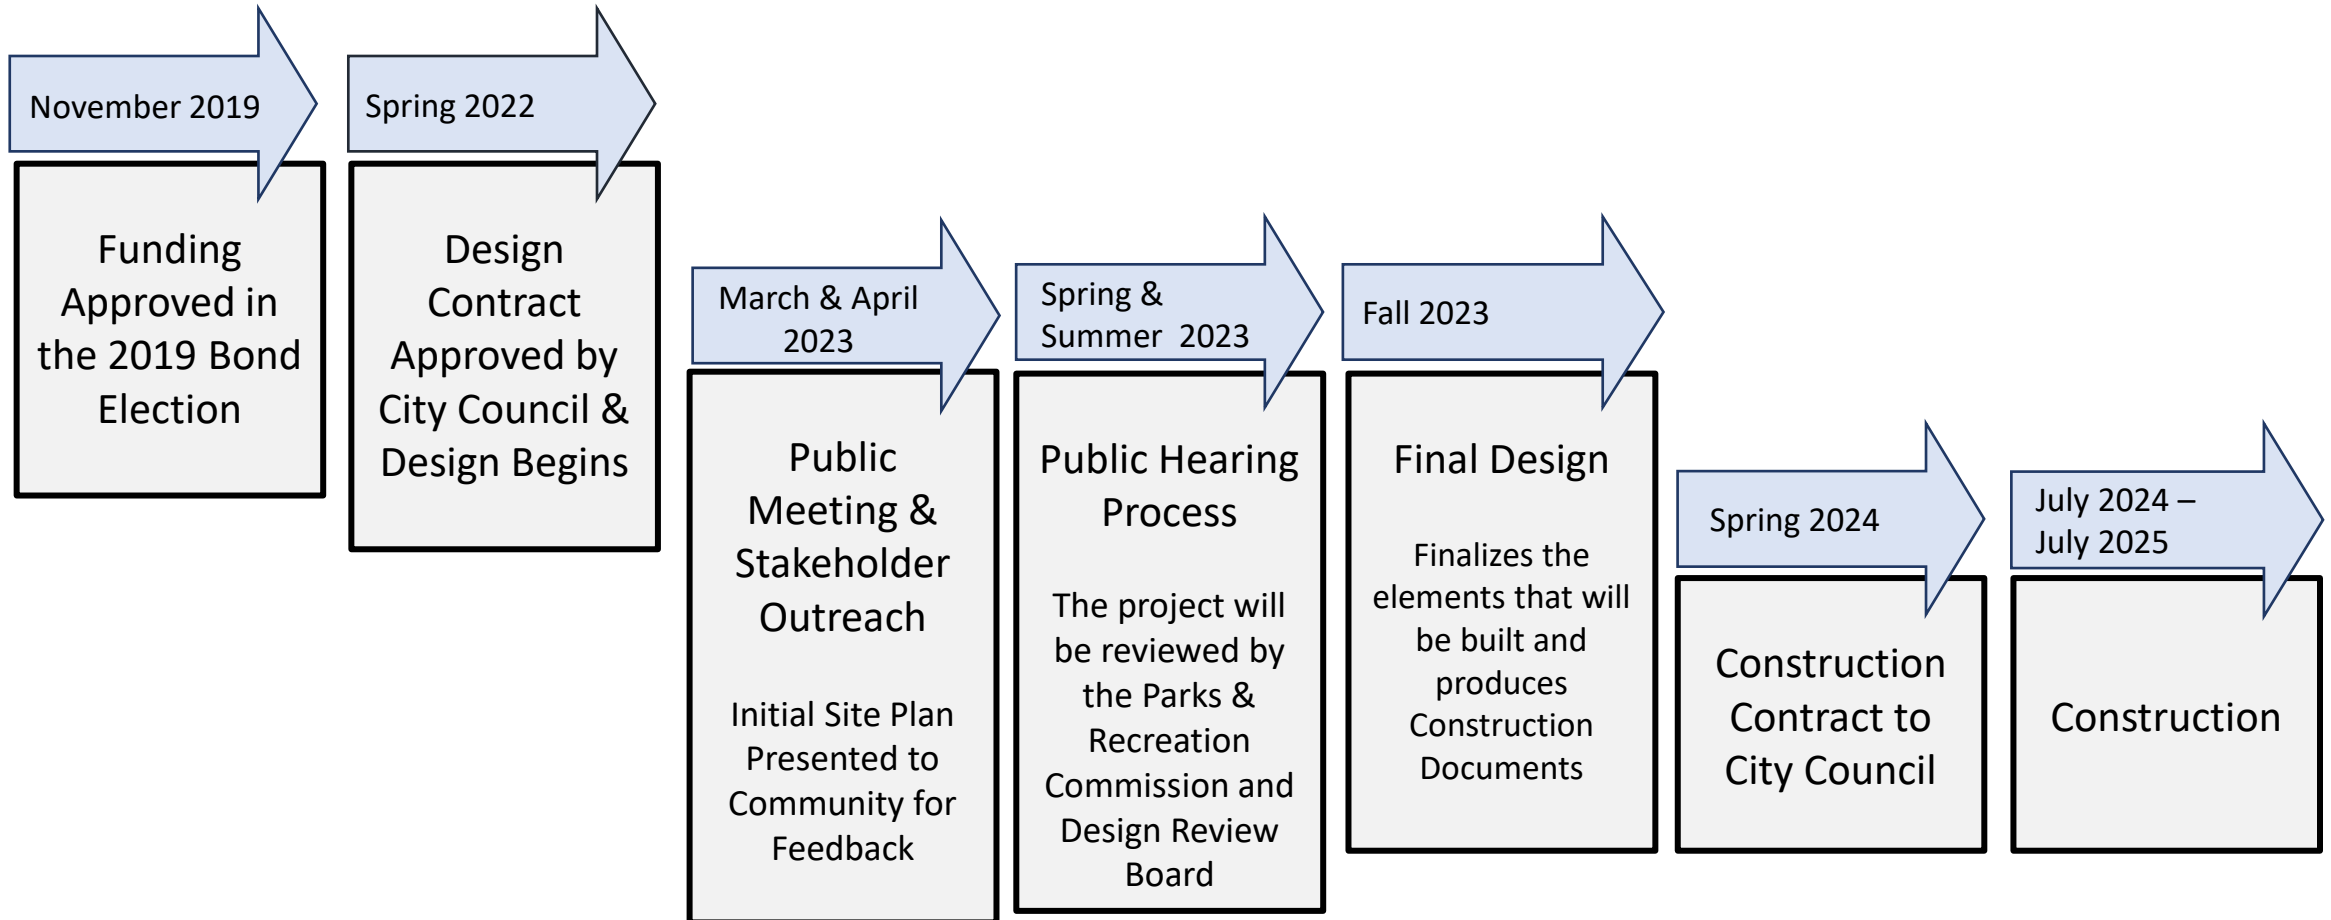 November 2019
Funding
Approved in
the 2019 Bond
Election
Spring 2022
Design
Contract
Approved by
City Council &
Design Begins
March & April
2023
Public
Meeting &
Stakeholder
Outreach
Initial Site Plan
Presented to
Community for
Feedback
Spring &
Summer  2023
Public Hearing
Process
The project will
be reviewed by
the Parks &
Recreation
Commission and
Design Review
Board
Fall 2023
Final Design
Finalizes the
elements that will
be built and
produces
Construction
Documents
Spring 2024
Construction
Contract to
City Council
July 2024 –
July 2025
Construction